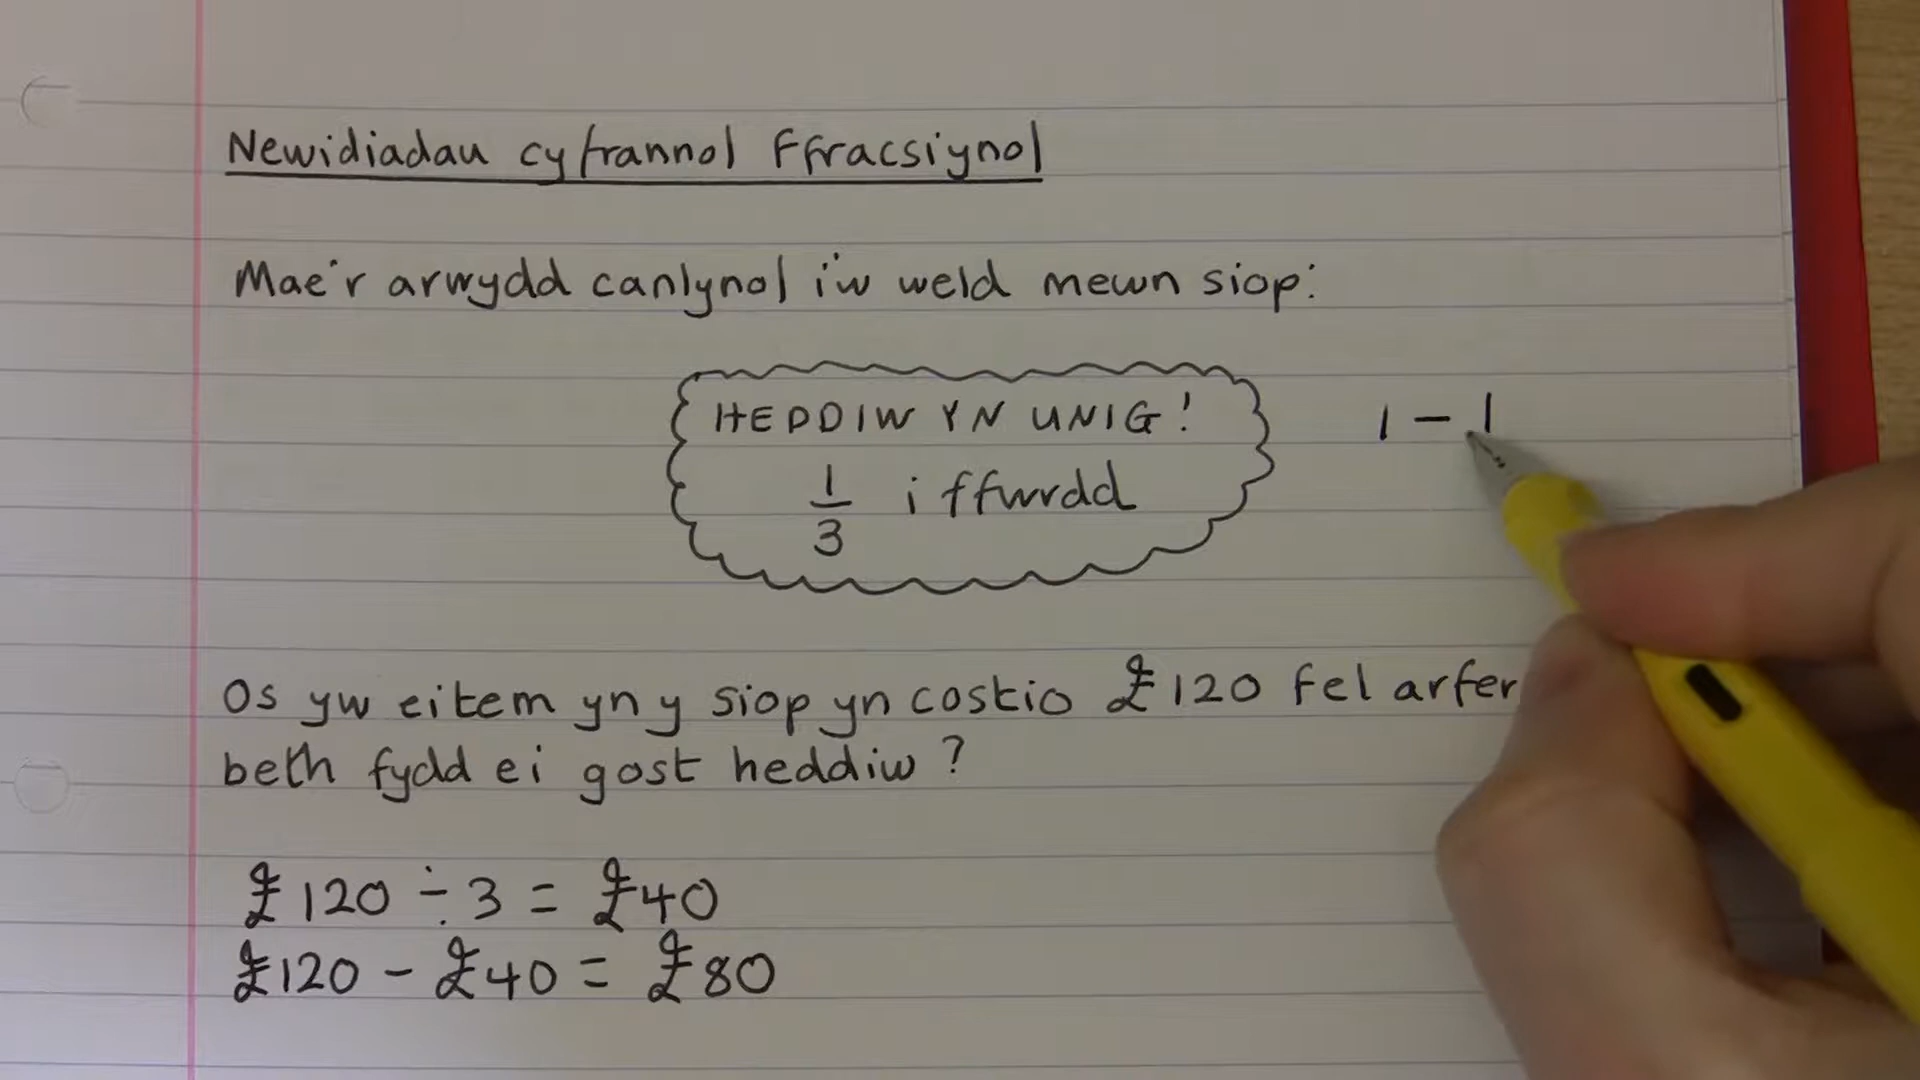 Newidiadau cyfrannol Ffracsiynol
Mae'r arwydd canlynol i'w weld mewn siop:
HEDDIW YN UNIG!
1/3 i ffwrdd
1 - 1
Os yw eitem yn y siop yn costio £120 fel arfer
beth fydd ei gost heddiw?
£120 ÷ 3 = £40
£120 - £40 = £80